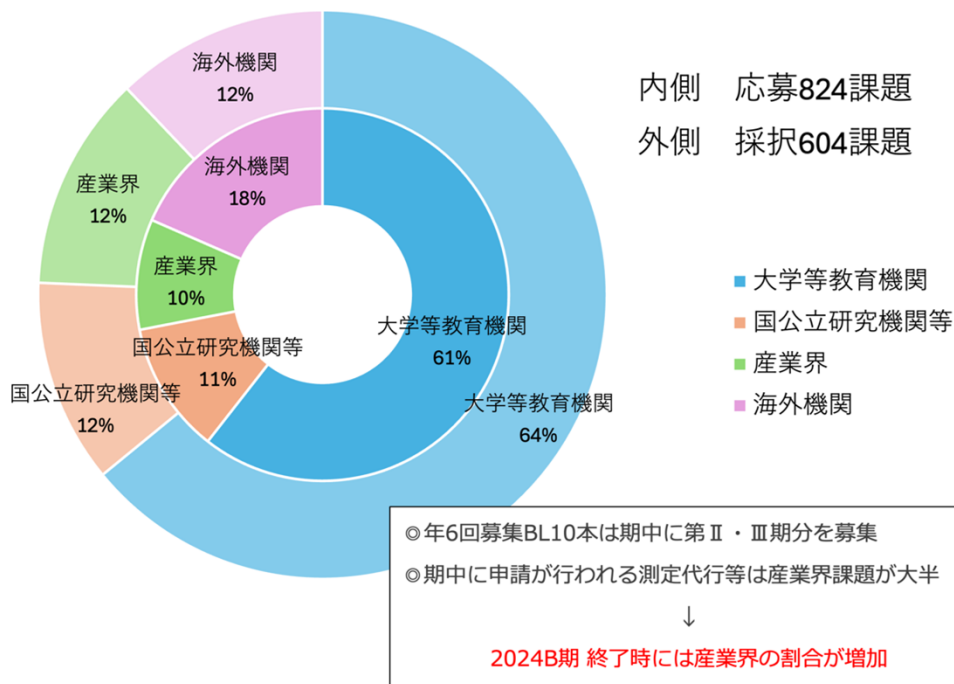 海外機関
12%
内側　応募824課題
外側　採択604課題
海外機関
18%
産業界
12%
産業界
10%
大学等教育機関
国公立研究機関等
産業界
海外機関
大学等教育機関
61%
国公立研究機関等
11%
国公立研究機関等
12%
大学等教育機関
64%
◎年6回募集BL10本は期中に第Ⅱ・Ⅲ期分を募集
◎期中に申請が行われる測定代行等は産業界課題が大半
↓
2024B期 終了時には産業界の割合が増加